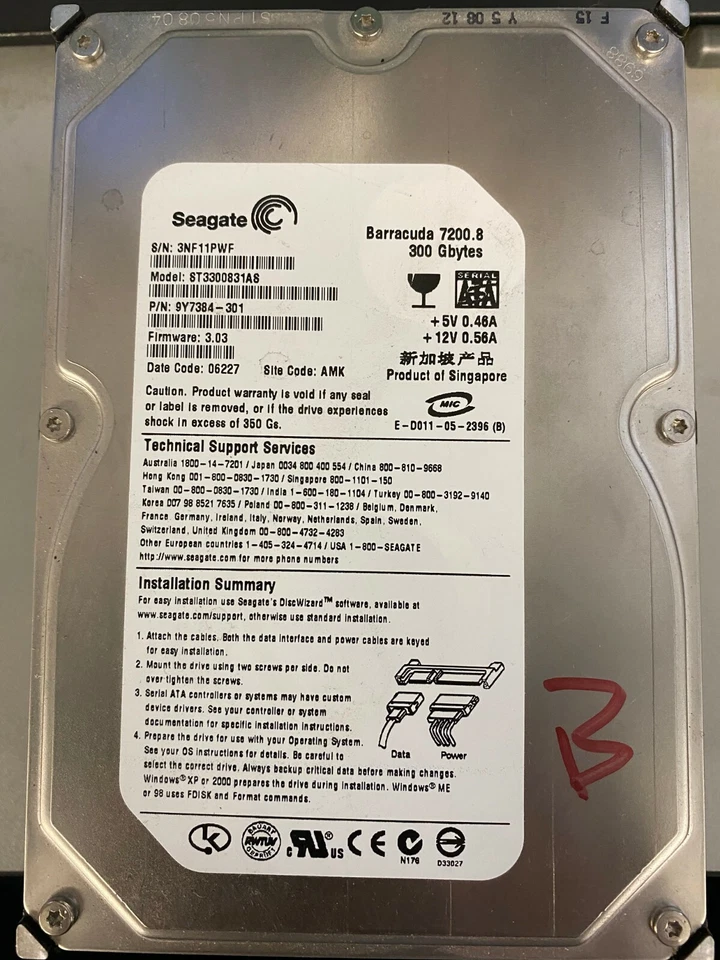 Y 5 08 12
F 15
Seagate
S/N: 3NF11PWF
Model: ST3300831AS
P/N: 9Y7384-301
Firmware: 3.03
Date Code: 06227 Site Code: AMK
Barracuda 7200.8
300 Gbytes
SERIAL
ATA
+5V 0.46A
+12V 0.56A
新加坡产品
Product of Singapore
Caution. Product warranty is void if any seal
or label is removed, or if the drive experiences
shock in excess of 350 Gs.
MIC
E-D011-05-2396 (B)
Technical Support Services
Australia 1800-14-7201 / Japan 0034 800 400 554 / China 800-810-9668
Hong Kong 001-800-0830-1730 / Singapore 800-1101-150
Taiwan 00-800-0830-1730 / India 1-600-180-1104 / Turkey 00-800-3192-9140
Korea 007 98 8521 7635 / Poland 00-800-311-1238 / Belgium, Denmark,
France, Germany, Ireland, Italy, Norway, Netherlands, Spain, Sweden,
Switzerland, United Kingdom 00-800-4732-4283
Other European countries 1-405-324-4714 / USA 1-800-SEAGATE
http://www.seagate.com for more phone numbers
Installation Summary
For easy installation use Seagate's DiscWizard™ software, available at
www.seagate.com/support, otherwise use standard installation.
1. Attach the cables. Both the data interface and power cables are keyed
for easy installation.
2. Mount the drive using two screws per side. Do not
over tighten the screws.
3. Serial ATA controllers or systems may have custom
device drivers. See your controller or system
documentation for specific installation instructions.
4. Prepare the drive for use with your Operating System.
See your OS instructions for details. Be careful to
select the correct drive. Always backup critical data before making changes.
Windows® XP or 2000 prepares the drive during installation. Windows® ME
or 98 uses FDISK and Format commands.
Data Power
B
c RU® US CE N176 D33027